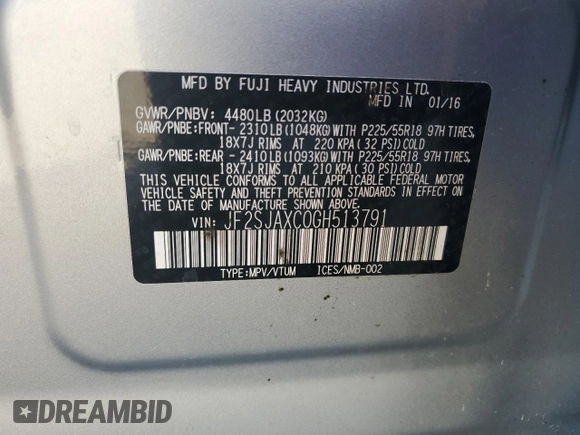 MFD BY FUJI HEAVY INDUSTRIES LTD.
MFD IN 01/16
GVWR/PNBV: 4480LB (2032KG)
GAWR/PNBE:FRONT- 2310LB (1048KG) WITH P225/55R18 97H TIRES,
18X7J RIMS AT 220 KPA ( 32 PSI) COLD
GAWR/PNBE:REAR - 2410LB (1093KG) WITH P225/55R18 97H TIRES,
18X7J RIMS AT 210 KPA ( 30 PSI) COLD
THIS VEHICLE CONFORMS TO ALL APPLICABLE FEDERAL MOTOR
VEHICLE SAFETY AND THEFT PREVENTION STANDARDS IN EFFECT
ON THE DATE OF MANUFACTURE SHOWN ABOVE.
VIN: JF2SJAXC0GH513791
TYPE:MPV/VTUM ICES/NMB-002
DREAMBID